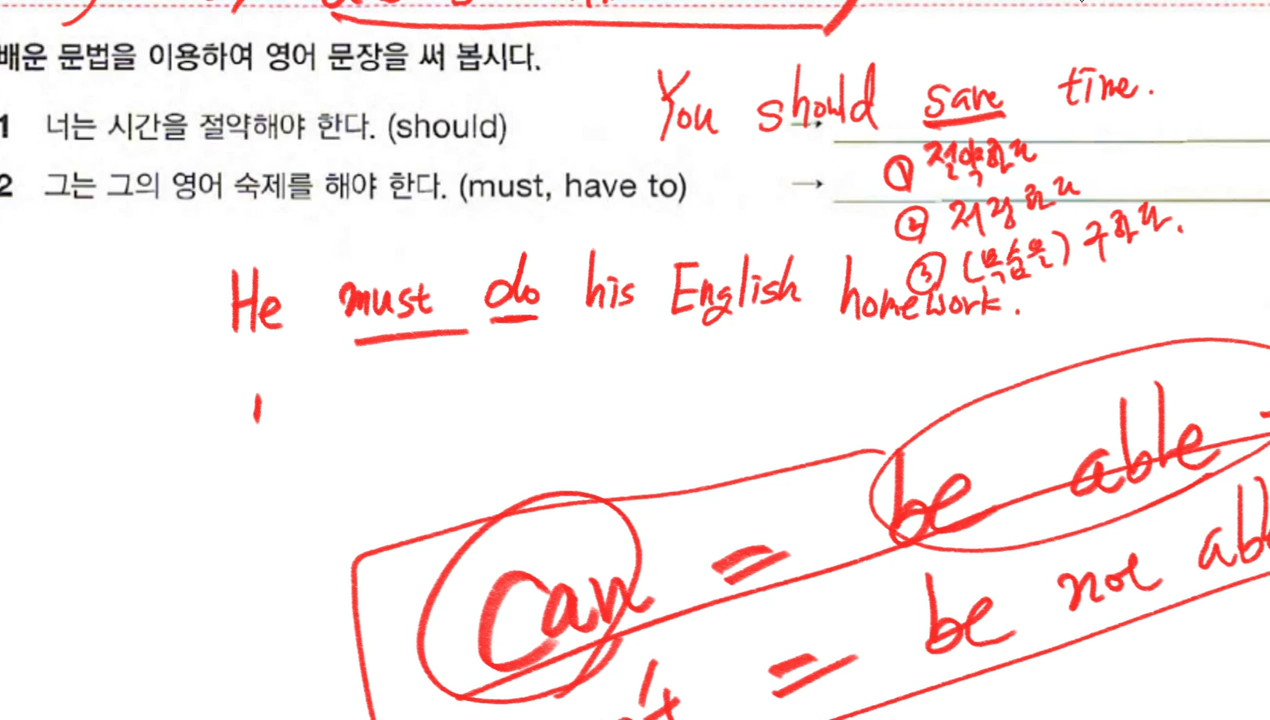 배운 문법을 이용하여 영어 문장을 써 봅시다.
1 너는 시간을 절약해야 한다. (should) → You should save time.
① 절약하다
2 그는 그의 영어 숙제를 해야 한다. (must, have to) →
② 저장하다
③ (목숨을) 구하다.
He must do his English homework.
can = be able
't = be not